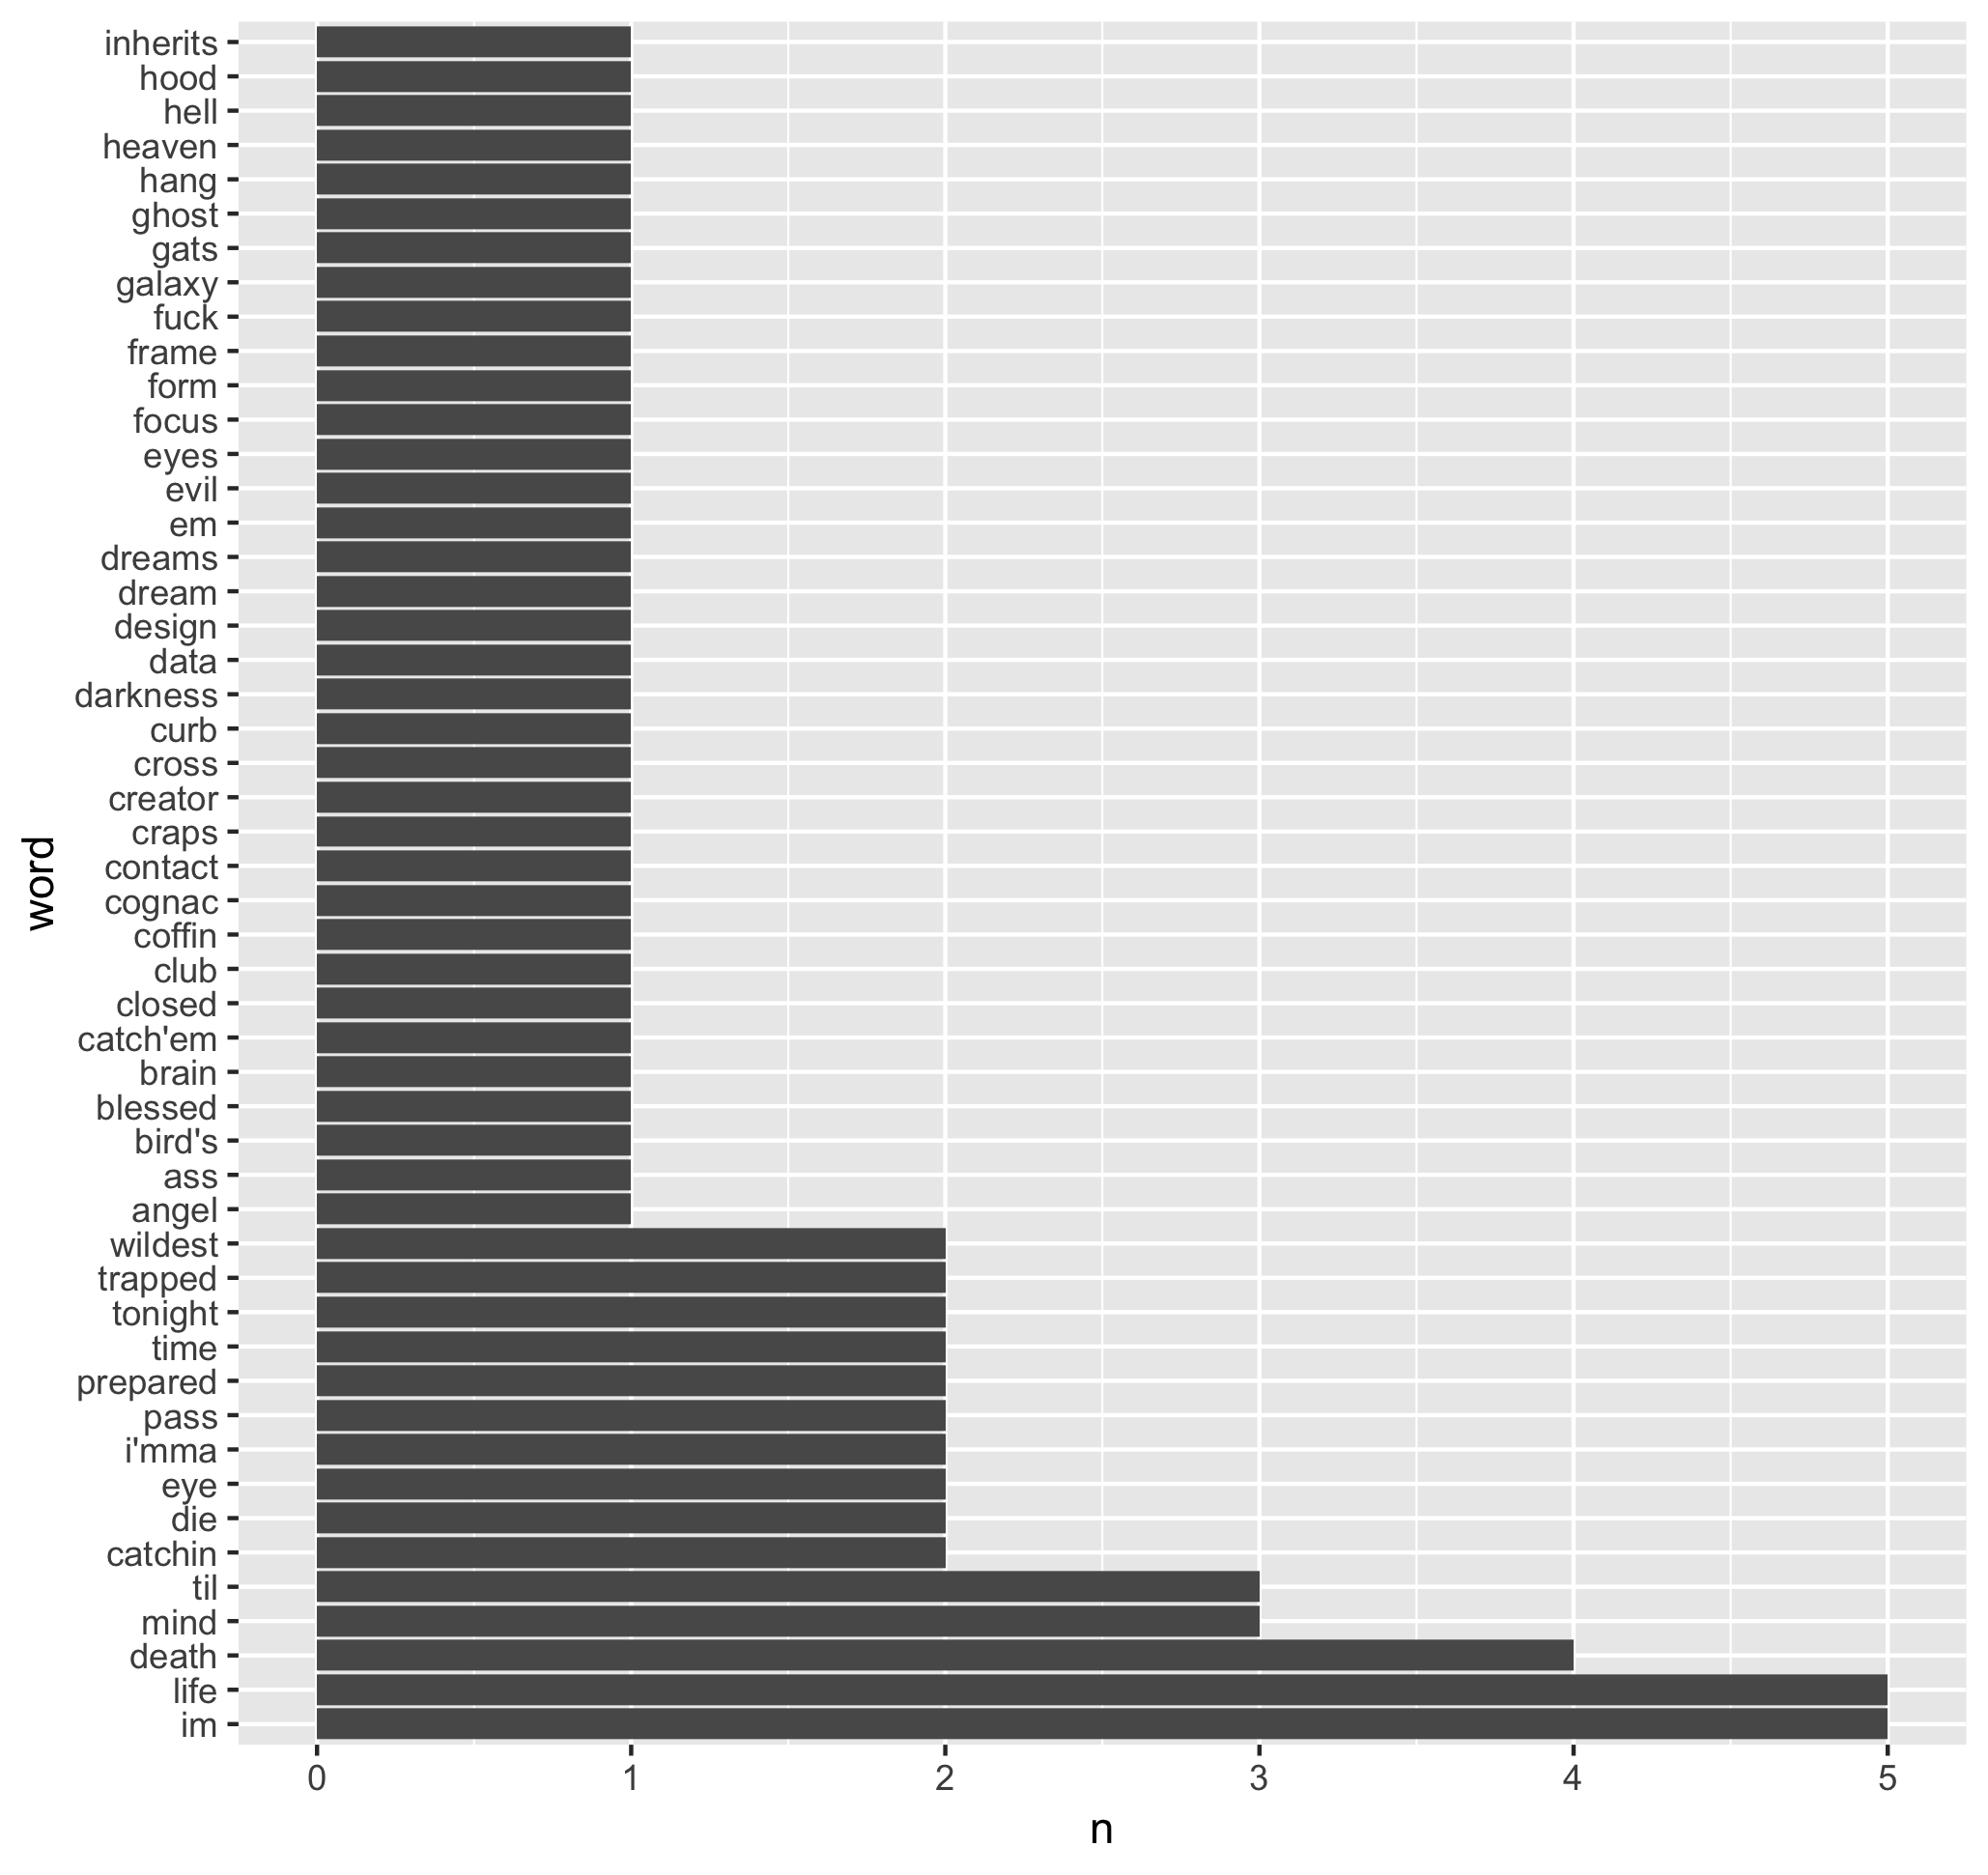 inherits
hood
hell
heaven
hang
ghost
gats
galaxy
fuck
frame
form
focus
eyes
evil
em
dreams
dream
design
data
darkness
curb
cross
creator
craps
contact
cognac
coffin
club
closed
catch'em
brain
blessed
bird's
ass
angel
wildest
trapped
tonight
time
prepared
pass
i'mma
eye
die
catchin
til
mind
death
life
im
word
0 1 2 3 4 5
n